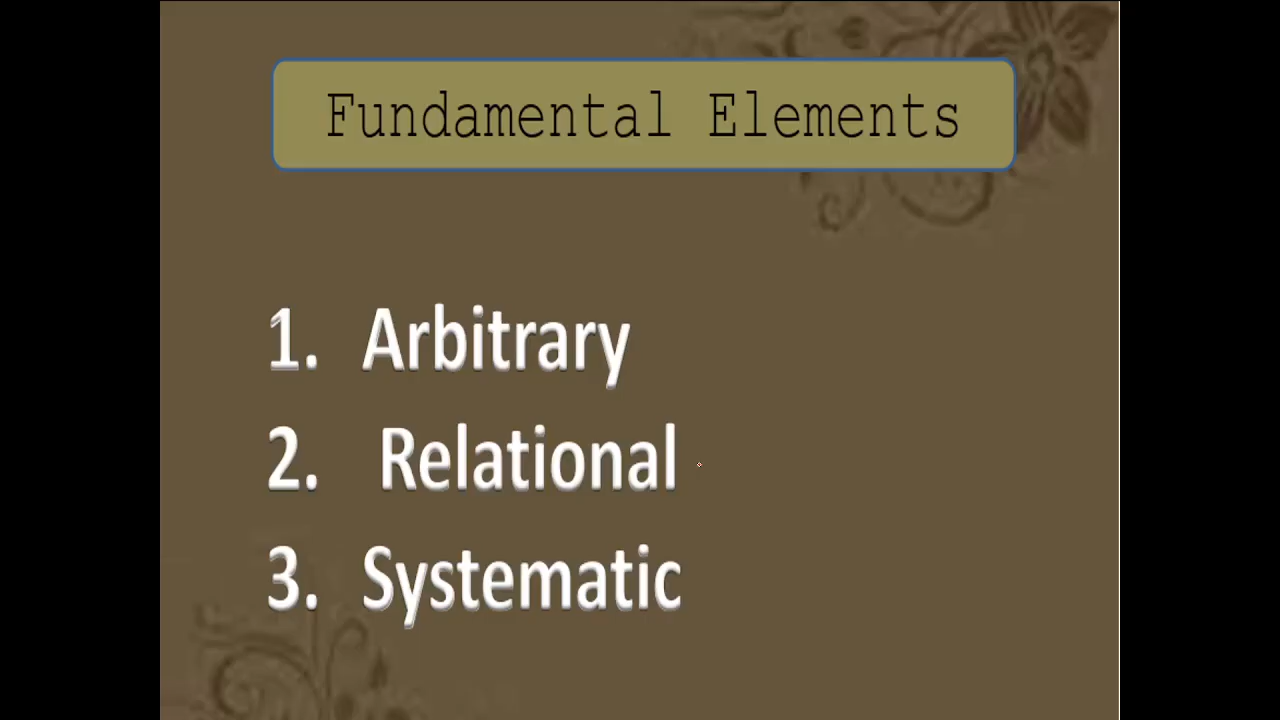 Fundamental Elements
1. Arbitrary
2. Relational
3. Systematic